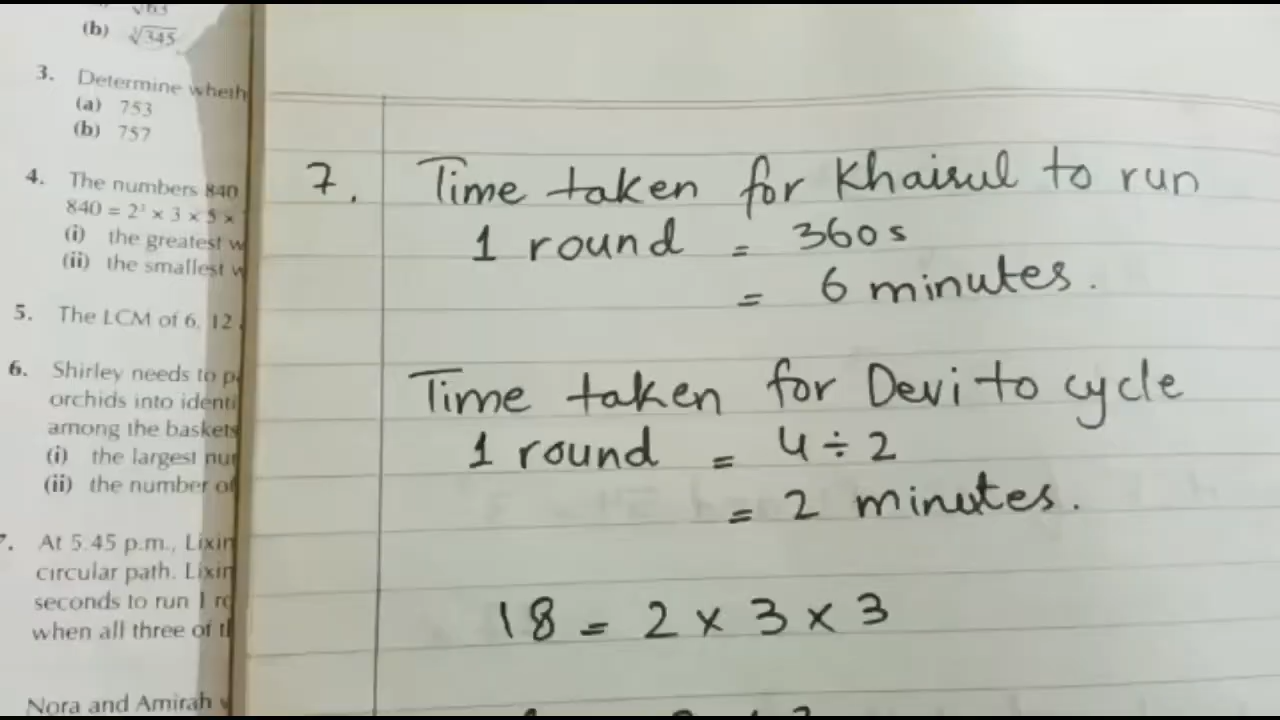 (b) ∛345
3. Determine wheth
(a) 753
(b) 757
4. The numbers 840
840 = 2³ × 3 × 5 ×
(i) the greatest w
(ii) the smallest w
5. The LCM of 6, 12
6. Shirley needs to p
orchids into identi
among the baskets
(i) the largest nu
(ii) the number of
7. At 5.45 p.m., Lixin
circular path. Lixin
seconds to run 1 ro
when all three of th
Nora and Amirah w
7. Time taken for Khairul to run
1 round = 360s
= 6 minutes.
Time taken for Devi to cycle
1 round = 4 ÷ 2
= 2 minutes.
18 = 2 × 3 × 3